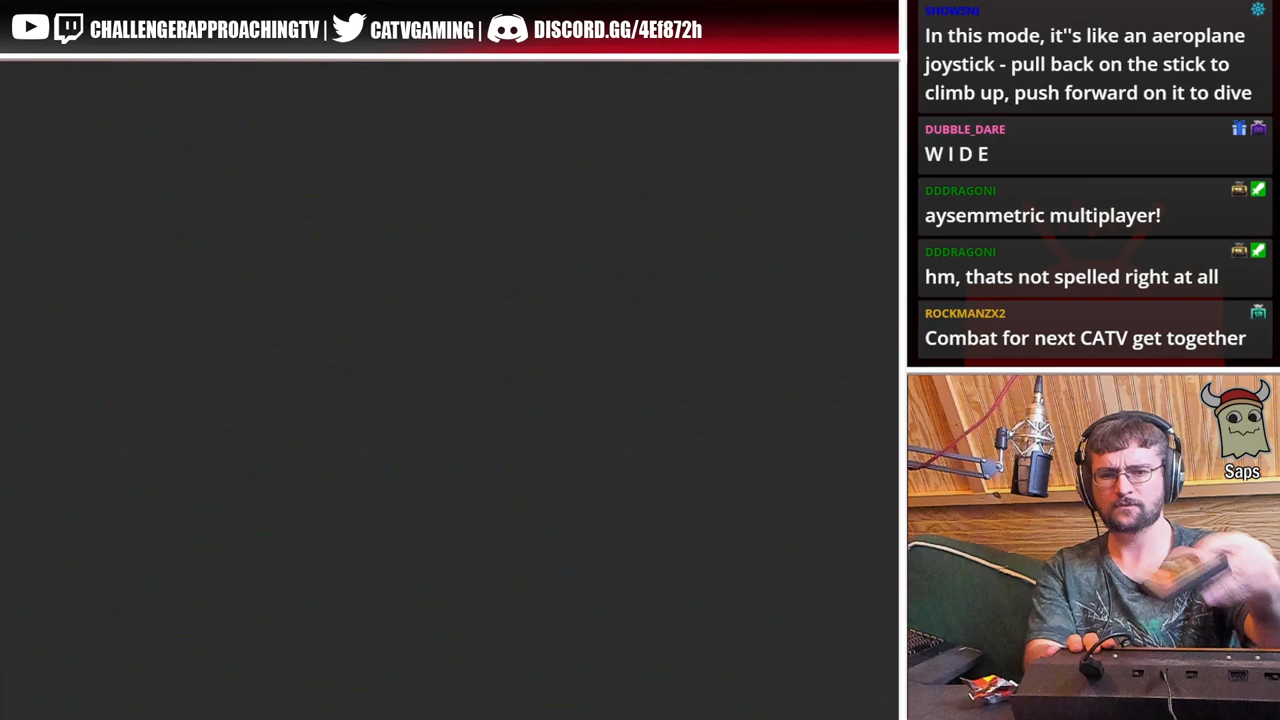 CHALLENGERAPPROACHINGTV | CATVGAMING | DISCORD.GG/4Ef872h
SHOWSNI
In this mode, it''s like an aeroplane
joystick - pull back on the stick to
climb up, push forward on it to dive
DUBBLE_DARE
W I D E
DDDRAGONI
aysemmetric multiplayer!
DDDRAGONI
hm, thats not spelled right at all
ROCKMANZX2
Combat for next CATV get together
Saps